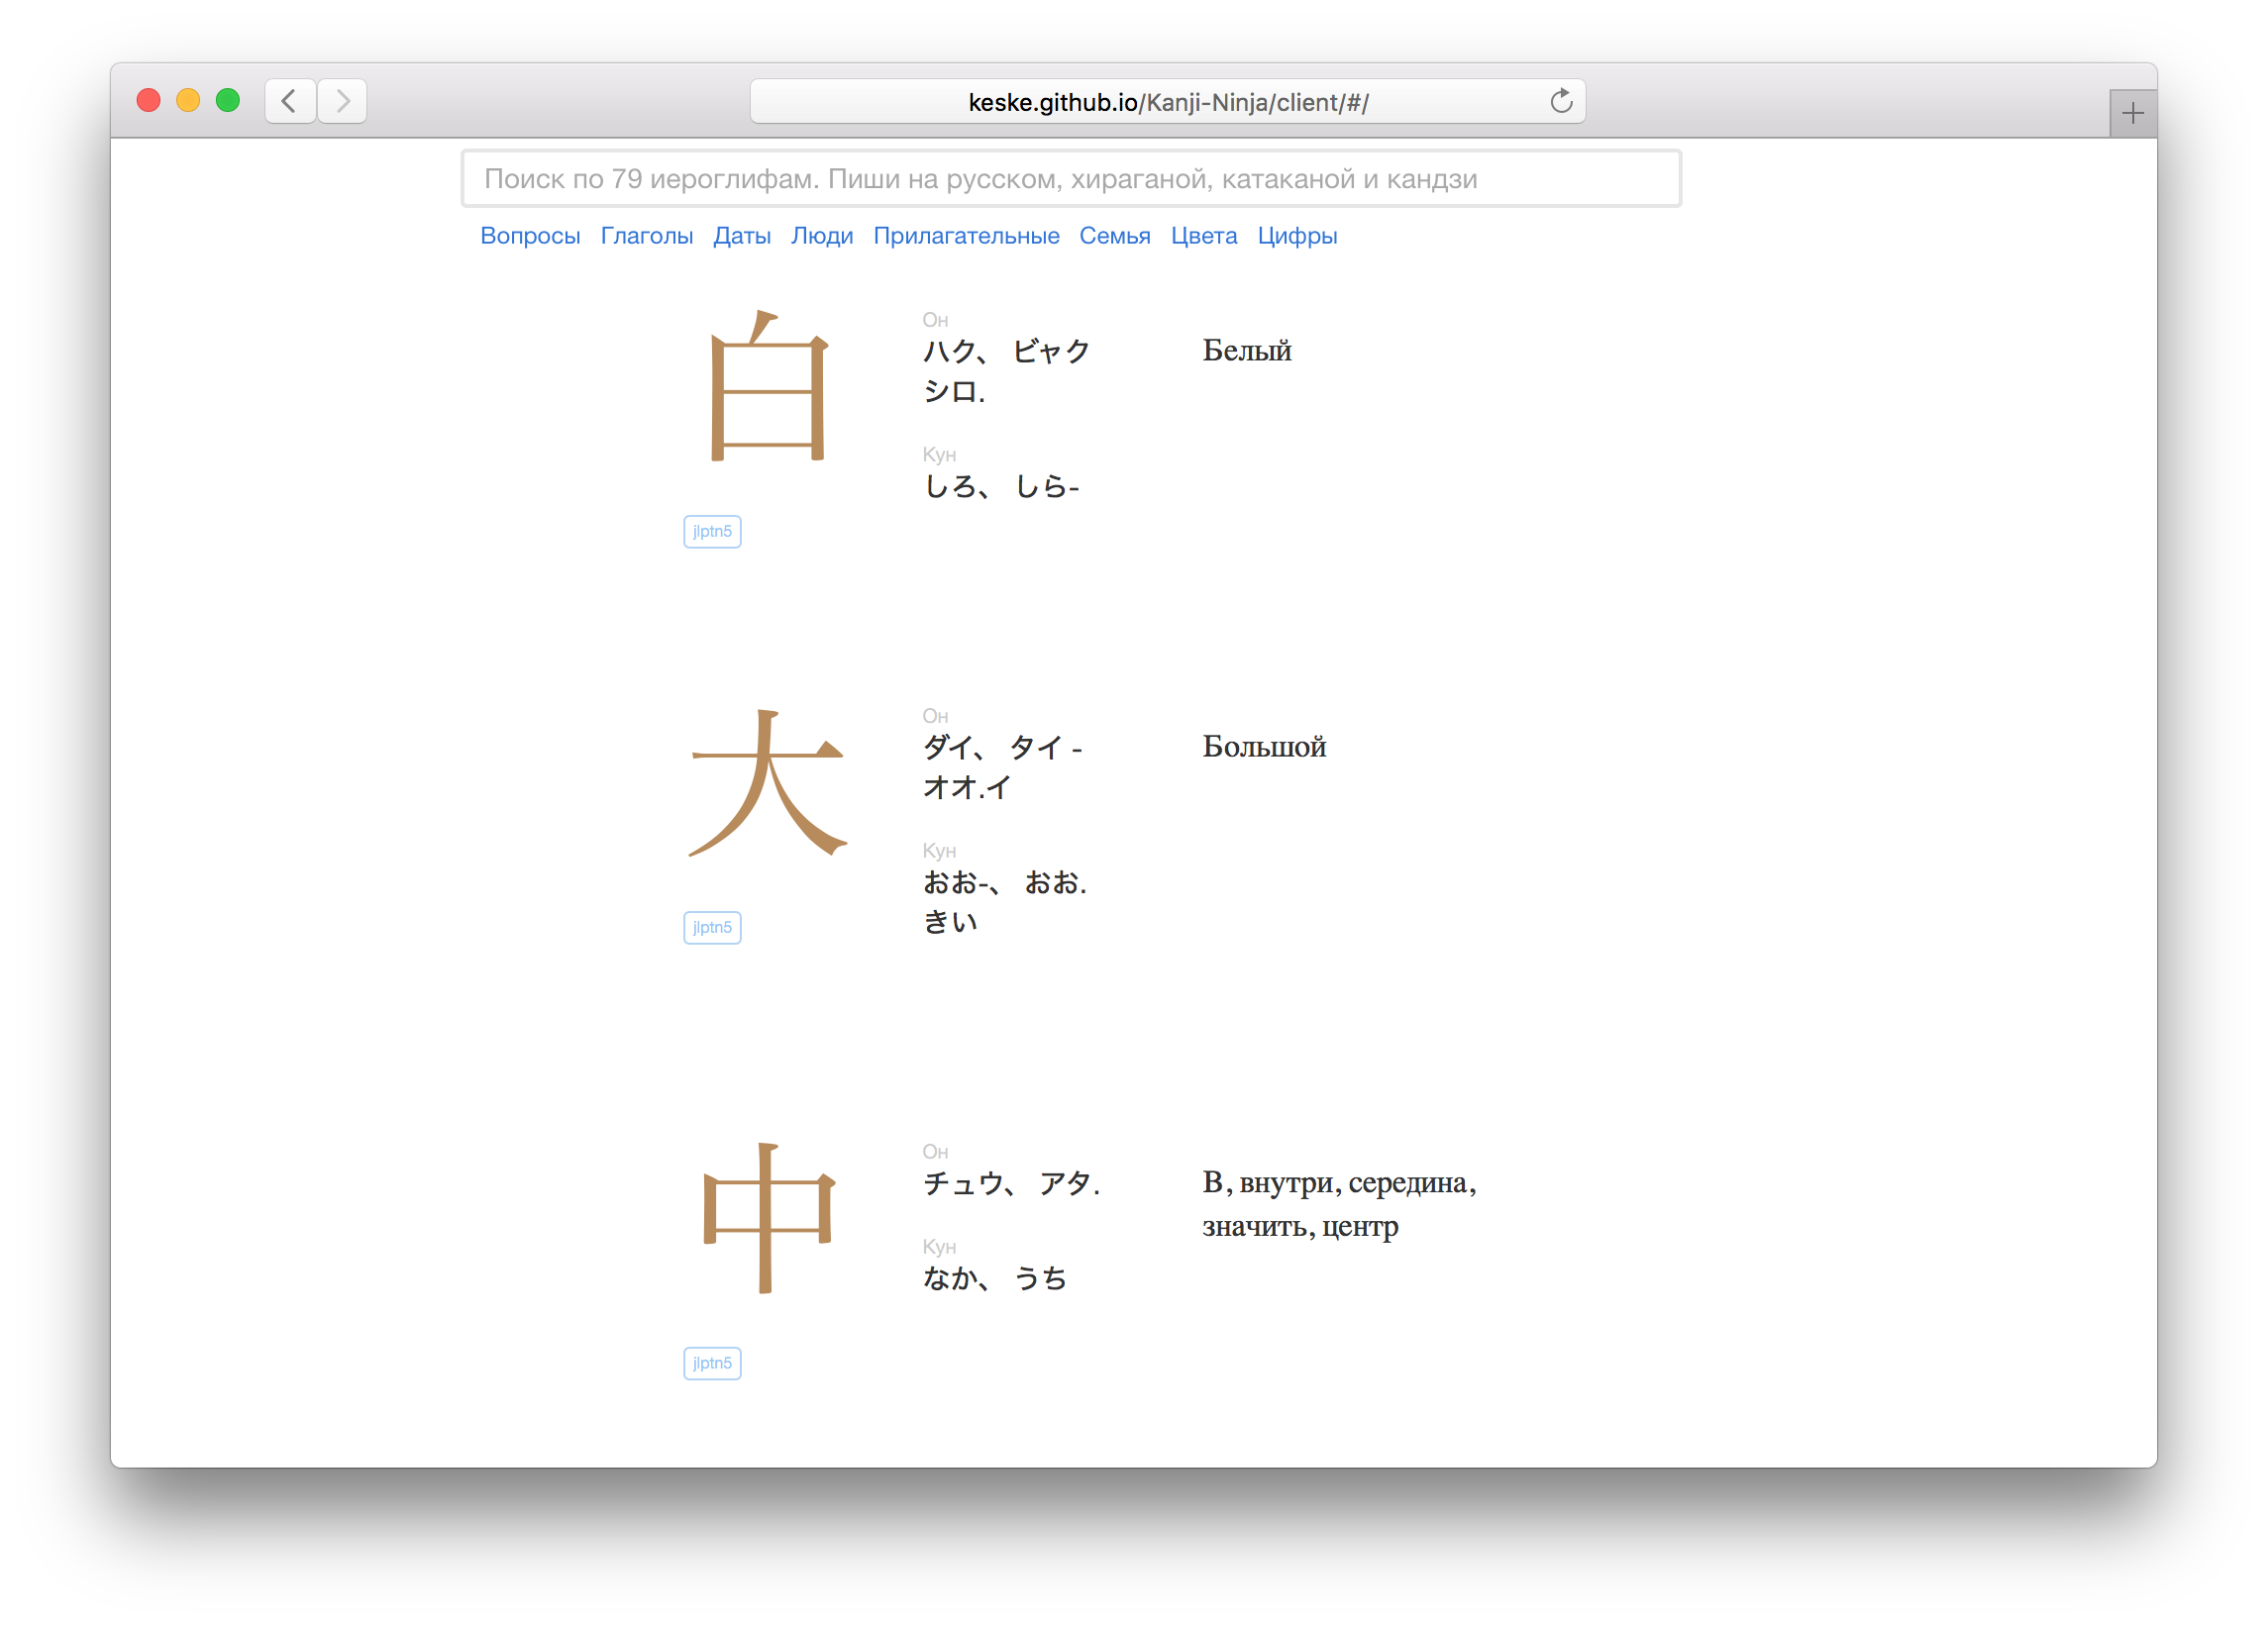 keske.github.io/Kanji-Ninja/client/#/
Поиск по 79 иероглифам. Пиши на русском, хираганой, катаканой и кандзи
Вопросы Глаголы Даты Люди Прилагательные Семья Цвета Цифры
白
Он
ハク、 ビャク
シロ.
Кун
しろ、 しら-
Белый
jlptn5
大
Он
ダイ、 タイ -
オオ.イ
Кун
おお-、 おお.
きい
Большой
jlptn5
中
Он
チュウ、 アタ.
Кун
なか、 うち
В, внутри, середина,
значить, центр
jlptn5